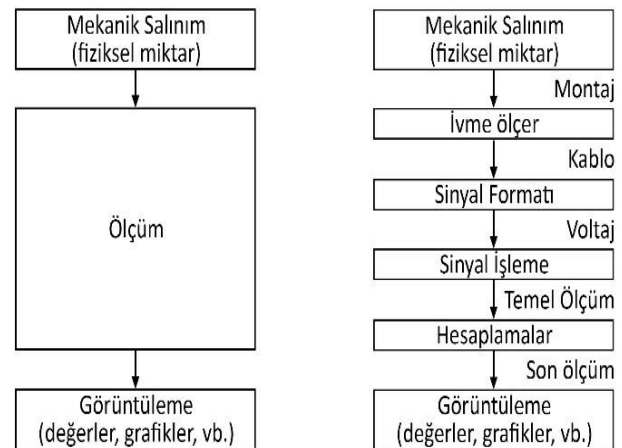 Mekanik Salınım
(fiziksel miktar)
Ölçüm
Görüntüleme
(değerler, grafikler, vb.)
Mekanik Salınım
(fiziksel miktar)
Montaj
İvme ölçer
Kablo
Sinyal Formatı
Voltaj
Sinyal İşleme
Temel Ölçüm
Hesaplamalar
Son ölçüm
Görüntüleme
(değerler, grafikler, vb.)